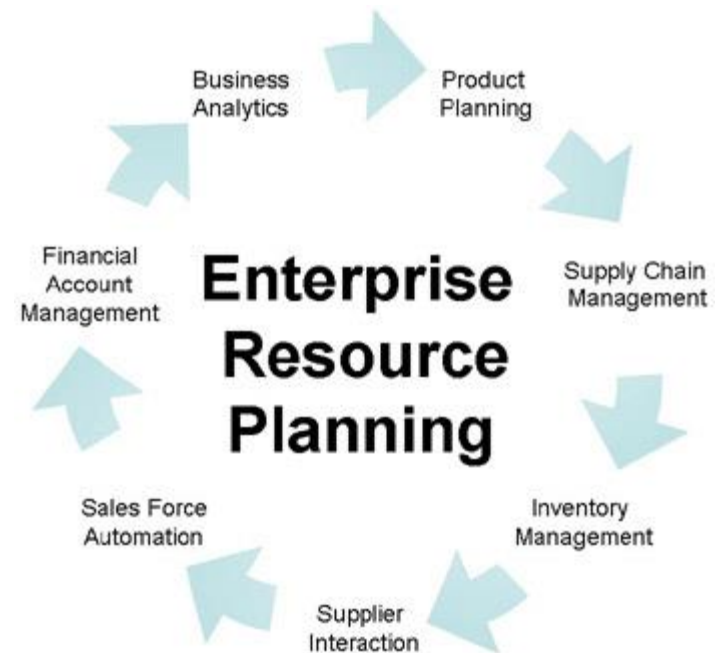 Business
Analytics
Product
Planning
Financial
Account
Management
Enterprise
Resource
Planning
Supply Chain
Management
Sales Force
Automation
Inventory
Management
Supplier
Interaction